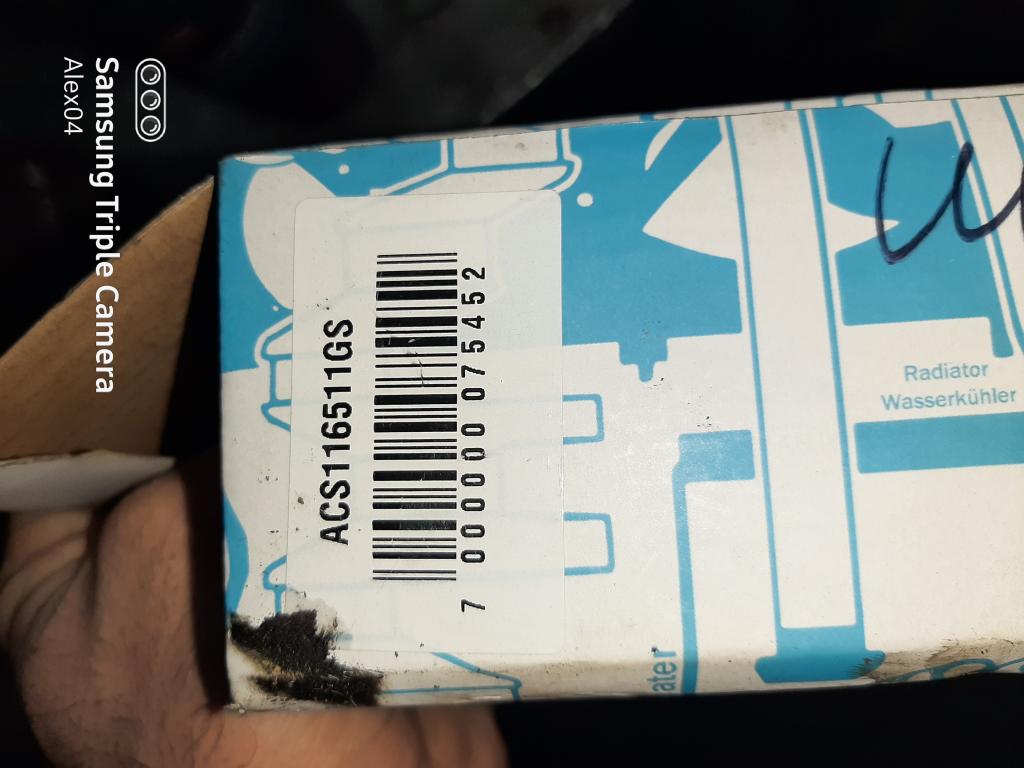 Samsung Triple Camera
Alex04
ACS116511GS
7 000000 075452
Radiator
Wasserkühler